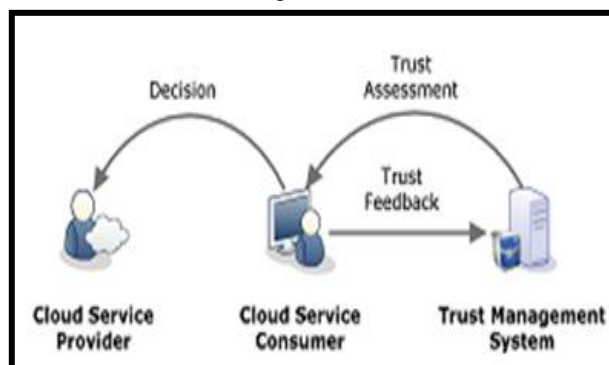 Trust
Assessment
Decision
Trust
Feedback
Cloud Service
Provider
Cloud Service
Consumer
Trust Management
System